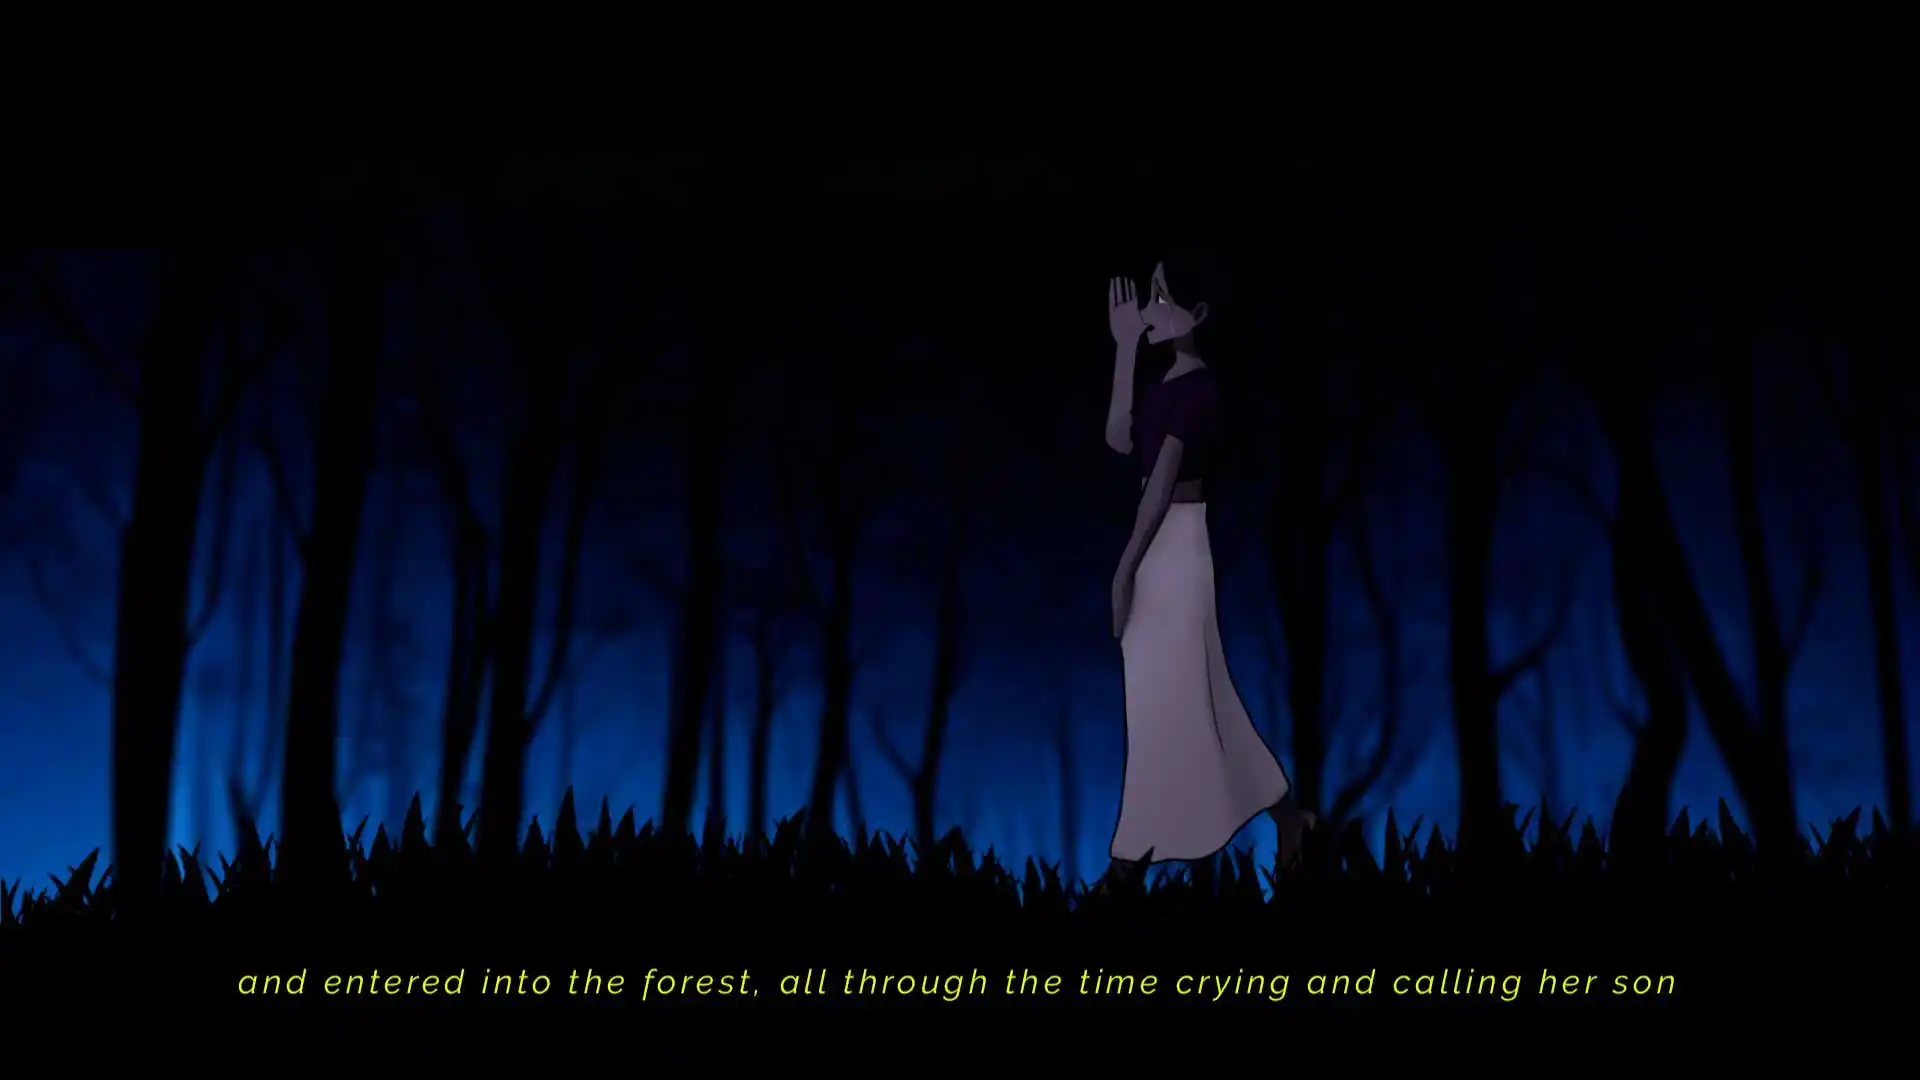 and entered into the forest, all through the time crying and calling her son